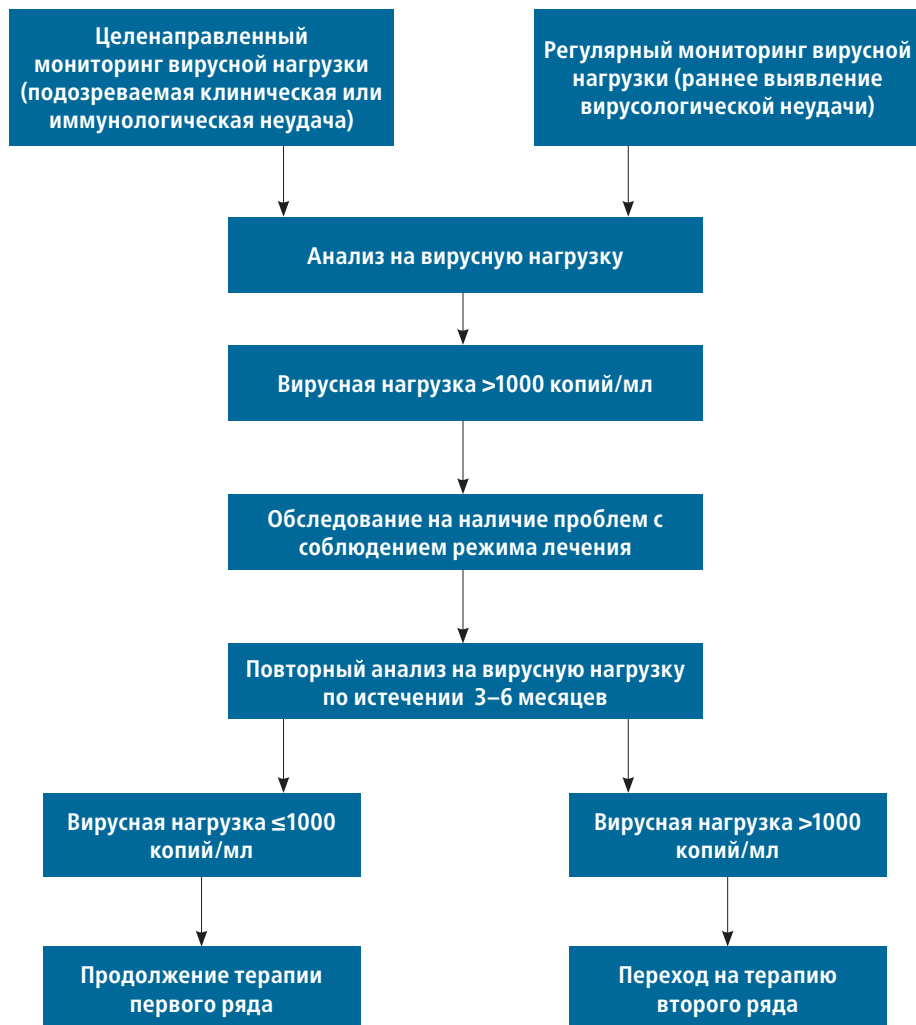 Целенаправленный
мониторинг вирусной нагрузки
(подозреваемая клиническая или
иммунологическая неудача)
Регулярный мониторинг вирусной
нагрузки (раннее выявление
вирусологической неудачи)
Анализ на вирусную нагрузку
Вирусная нагрузка >1000 копий/мл
Обследование на наличие проблем с
соблюдением режима лечения
Повторный анализ на вирусную нагрузку
по истечении 3–6 месяцев
Вирусная нагрузка ≤1000
копий/мл
Вирусная нагрузка >1000
копий/мл
Продолжение терапии
первого ряда
Переход на терапию
второго ряда